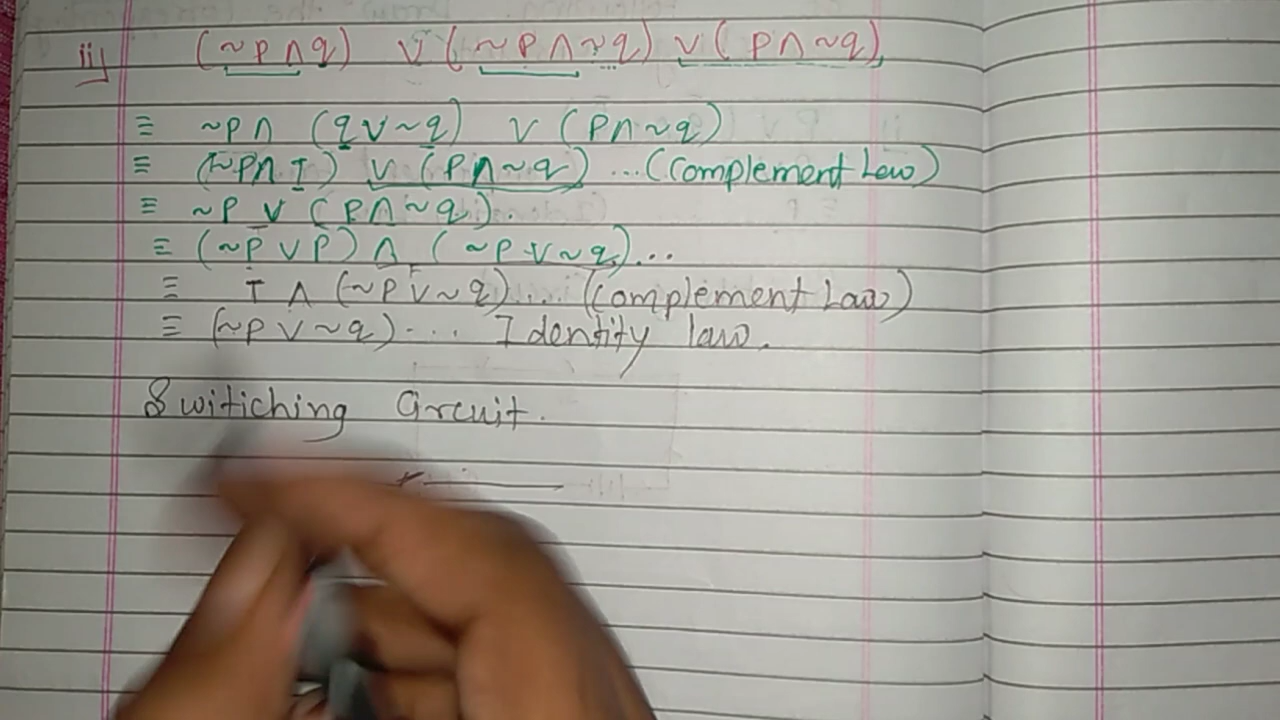 ii) (~p∧q) ∨ (~p∧~q) ∨ (p∧~q)
≡ ~p∧ (q∨~q) ∨ (p∧~q)
≡ (~p∧T) ∨ (p∧~q) ...(Complement Law)
≡ ~p ∨ (p∧~q).
≡ (~p∨p)∧ (~p∨~q)...
≡ T ∧ (~p∨~q)... (Complement Law)
≡ (~p∨~q)... Identity law.
Switiching Circuit.